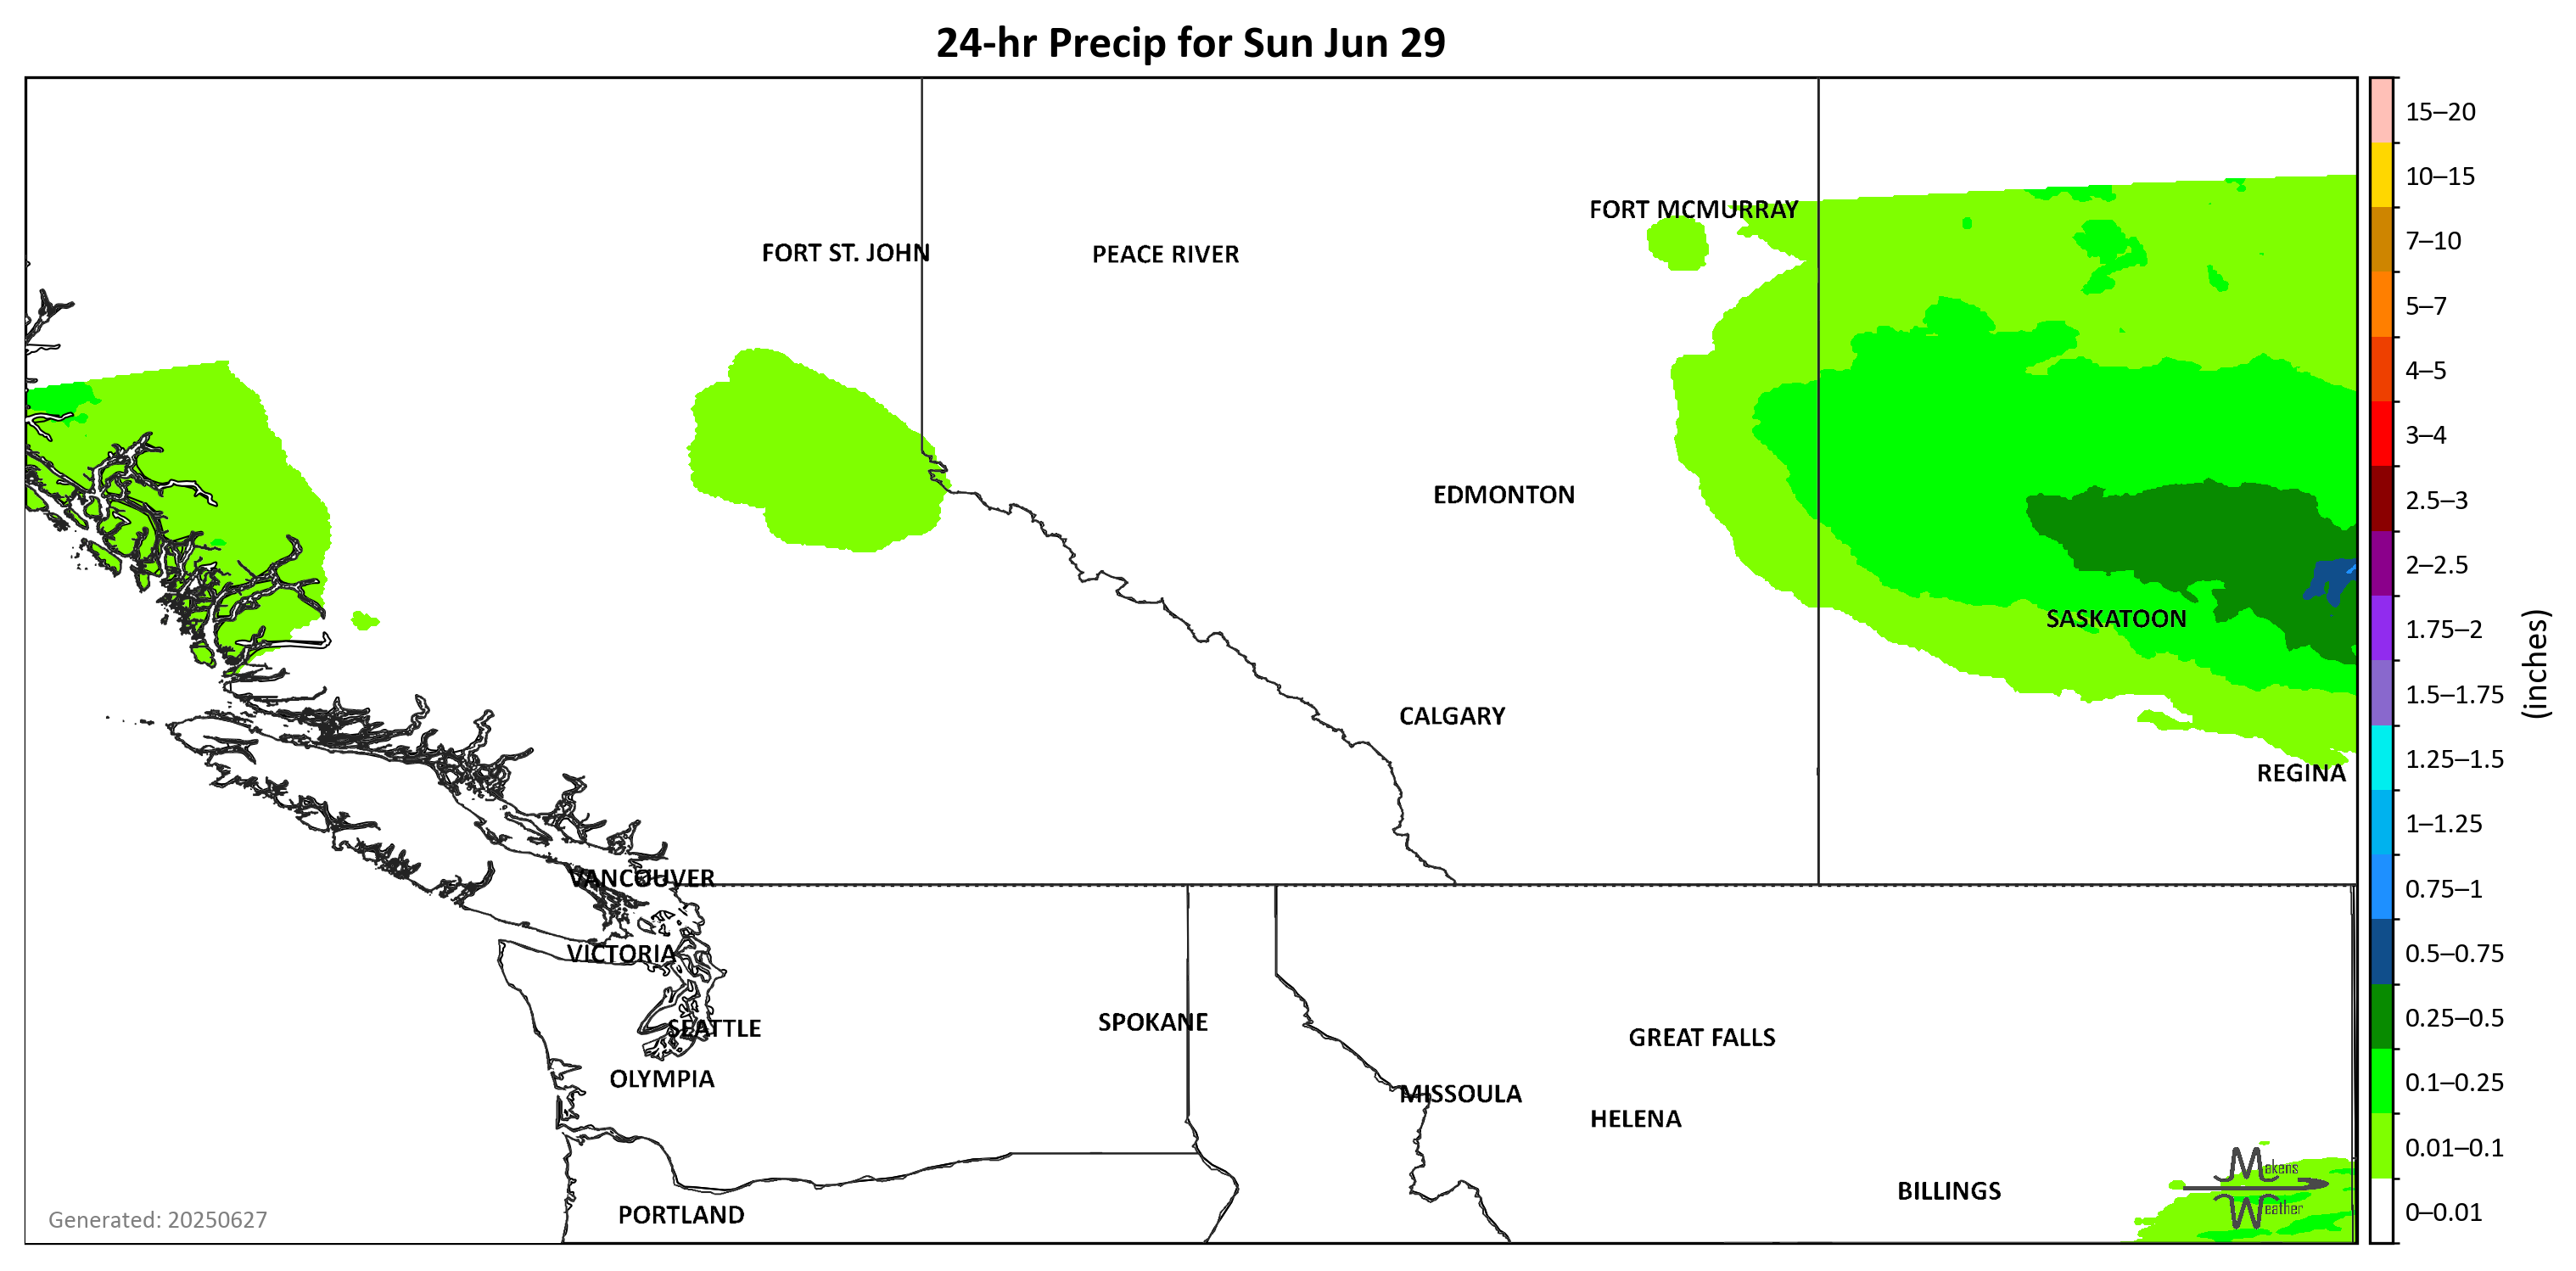 24-hr Precip for Sun Jun 29
15–20
10–15
7–10
5–7
4–5
3–4
2.5–3
2–2.5
1.75–2
1.5–1.75
1.25–1.5
1–1.25
0.75–1
0.5–0.75
0.25–0.5
0.1–0.25
0.01–0.1
0–0.01
(inches)
FORT MCMURRAY
FORT ST. JOHN
PEACE RIVER
EDMONTON
SASKATOON
CALGARY
REGINA
VANCOUVER
VICTORIA
SPOKANE
SEATTLE
GREAT FALLS
OLYMPIA
MISSOULA
HELENA
BILLINGS
PORTLAND
Makens
Weather
Generated: 20250627